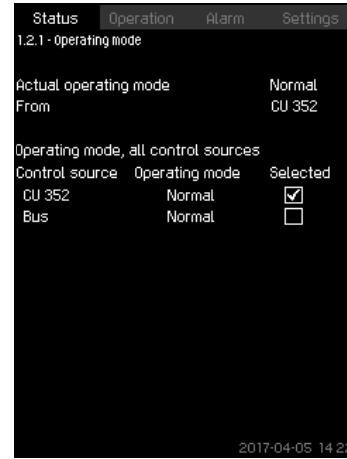 Status Operation Alarm Settings
1.2.1 - Operating mode
Actual operating mode Normal
From CU 352
Operating mode, all control sources
Control source Operating mode Selected
CU 352 Normal
Bus Normal
2017-04-05 14:2